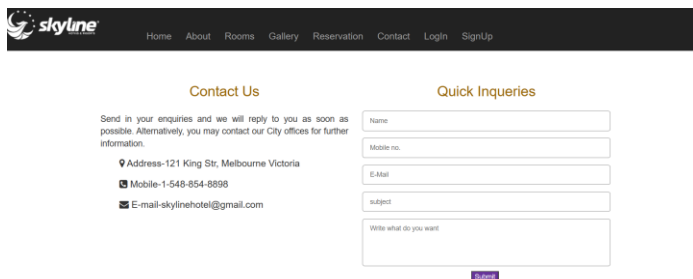 skyline
Home About Rooms Gallery Reservation Contact LogIn SignUp
Contact Us
Send in your enquiries and we will reply to you as soon as
possible. Alternatively, you may contact our City offices for further
information.
Address-121 King Str, Melbourne Victoria
Mobile-1-548-854-8898
E-mail-skylinehotel@gmail.com
Quick Inqueries
Name
Mobile no.
E-Mail
subject
Write what do you want
Submit